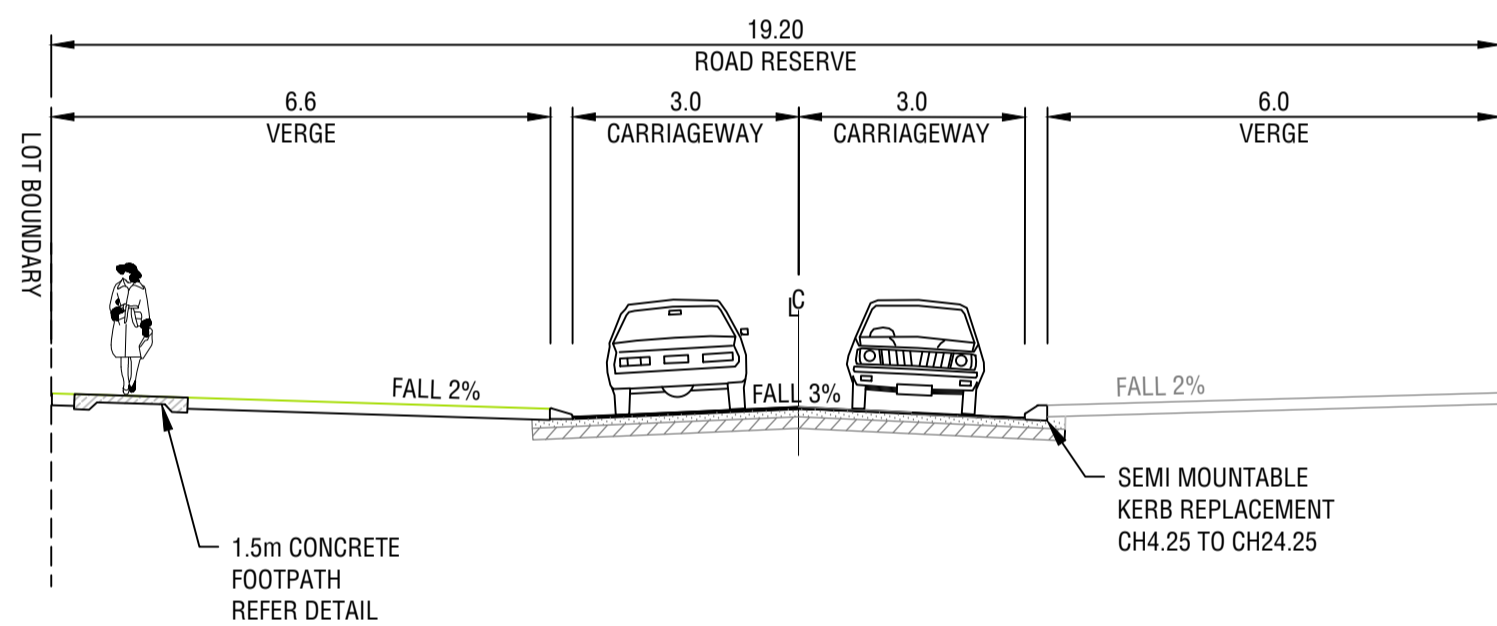 19.20
ROAD RESERVE
6.6
VERGE
3.0
CARRIAGEWAY
3.0
CARRIAGEWAY
6.0
VERGE
LOT BOUNDARY
CL
FALL 2%
FALL 3%
FALL 2%
SEMI MOUNTABLE
KERB REPLACEMENT
CH4.25 TO CH24.25
1.5m CONCRETE
FOOTPATH
REFER DETAIL